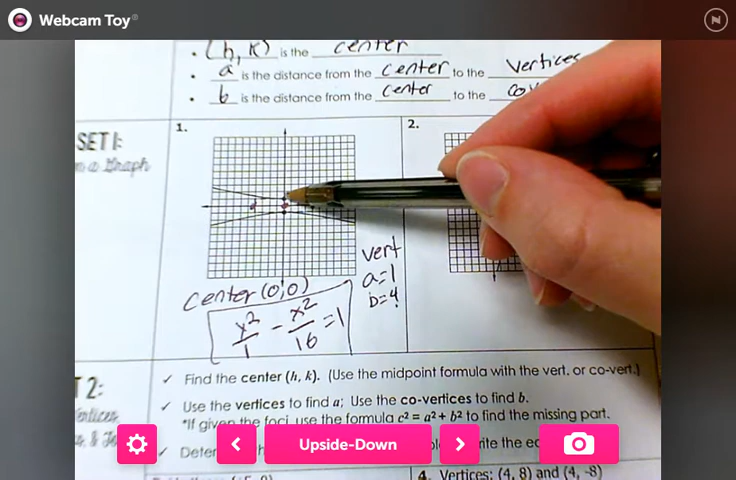 Webcam Toy
• (h, k) is the center
• a is the distance from the center to the vertices
• b is the distance from the center to the
SET 1:
a Graph
1.
2.
vert
a=1
b=4
center (0,0)
y²/1 - x²/16 = 1
2:
✓ Find the center (h, k). (Use the midpoint formula with the vert. or co-vert.)
✓ Use the vertices to find a; Use the co-vertices to find b.
*If given the foci, use the formula c² = a² + b² to find the missing part.
✓
Upside-Down
4. Vertices: (4, 8) and (4, -8)